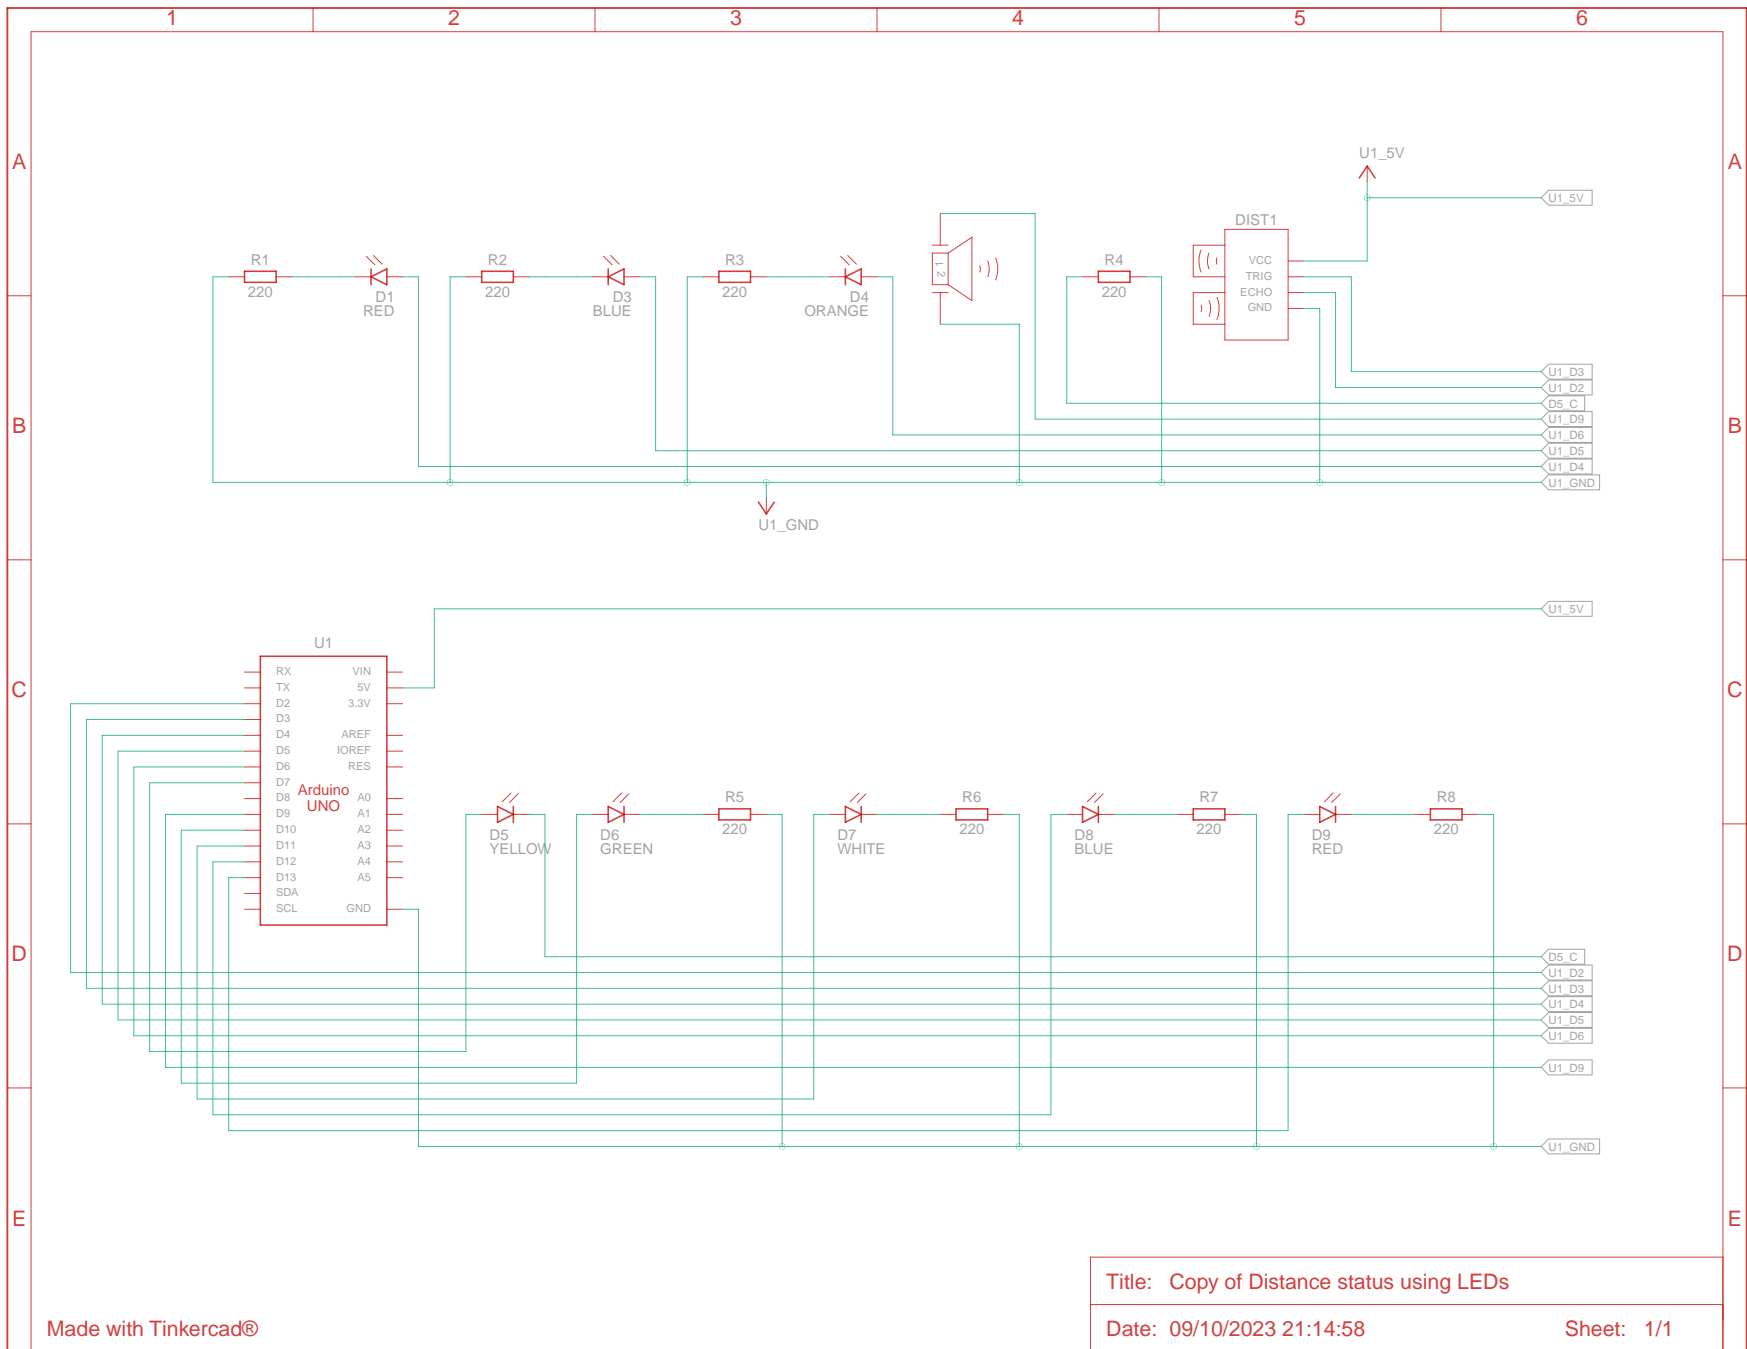 1 2 3 4 5 6
A A
U1_5V
U1_5V
DIST1
R1 R2 R3 R4
VCC
TRIG
ECHO
GND
1 2
220 220 220 220
D1 D3 D4
RED BLUE ORANGE
U1_D3
U1_D2
D5_C
U1_D9
B B
U1_D6
U1_D5
U1_D4
U1_GND
U1_GND
U1_5V
U1
RX VIN
TX 5V
C C
D2 3.3V
D3
D4 AREF
D5 IOREF
D6 RES
D7
Arduino
UNO
D8 A0
D9 A1
D10 A2
D11 A3
D12 A4
D13 A5
SDA
SCL GND
R5 R6 R7 R8
220 220 220 220
D5 D6 D7 D8 D9
YELLOW GREEN WHITE BLUE RED
D D
D5_C
U1_D2
U1_D3
U1_D4
U1_D5
U1_D6
U1_D9
U1_GND
E E
Title: Copy of Distance status using LEDs
Made with Tinkercad®
Date: 09/10/2023 21:14:58 Sheet: 1/1